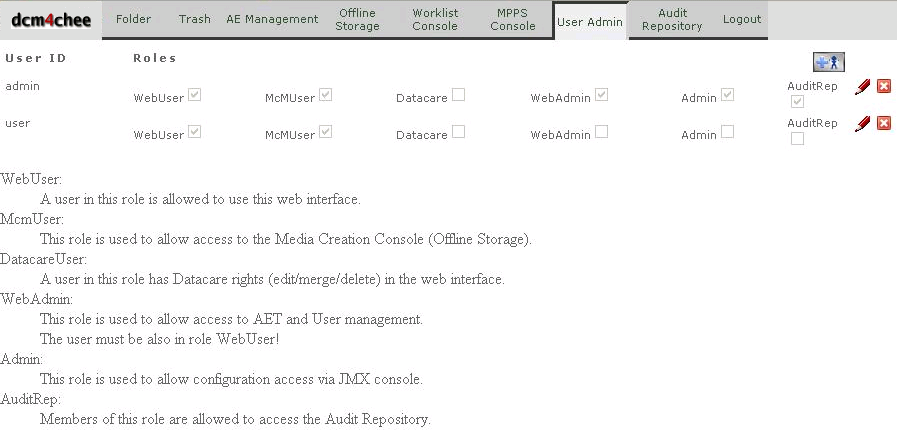 dcm4chee
Folder
Trash
AE Management
Offline
Storage
Worklist
Console
MPPS
Console
User Admin
Audit
Repository
Logout
User ID
Roles
admin
WebUser
McMUser
Datacare
WebAdmin
Admin
AuditRep
user
WebUser
McMUser
Datacare
WebAdmin
Admin
AuditRep
WebUser:
A user in this role is allowed to use this web interface.
McmUser:
This role is used to allow access to the Media Creation Console (Offline Storage).
DatacareUser:
A user in this role has Datacare rights (edit/merge/delete) in the web interface.
WebAdmin:
This role is used to allow access to AET and User management.
The user must be also in role WebUser!
Admin:
This role is used to allow configuration access via JMX console.
AuditRep:
Members of this role are allowed to access the Audit Repository.